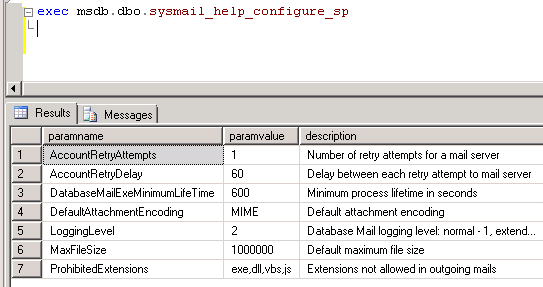 exec msdb.dbo.sysmail_help_configure_sp
Results Messages
paramname paramvalue description
1 AccountRetryAttempts 1 Number of retry attempts for a mail server
2 AccountRetryDelay 60 Delay between each retry attempt to mail server
3 DatabaseMailExeMinimumLifeTime 600 Minimum process lifetime in seconds
4 DefaultAttachmentEncoding MIME Default attachment encoding
5 LoggingLevel 2 Database Mail logging level: normal - 1, extend...
6 MaxFileSize 1000000 Default maximum file size
7 ProhibitedExtensions exe,dll,vbs,js Extensions not allowed in outgoing mails